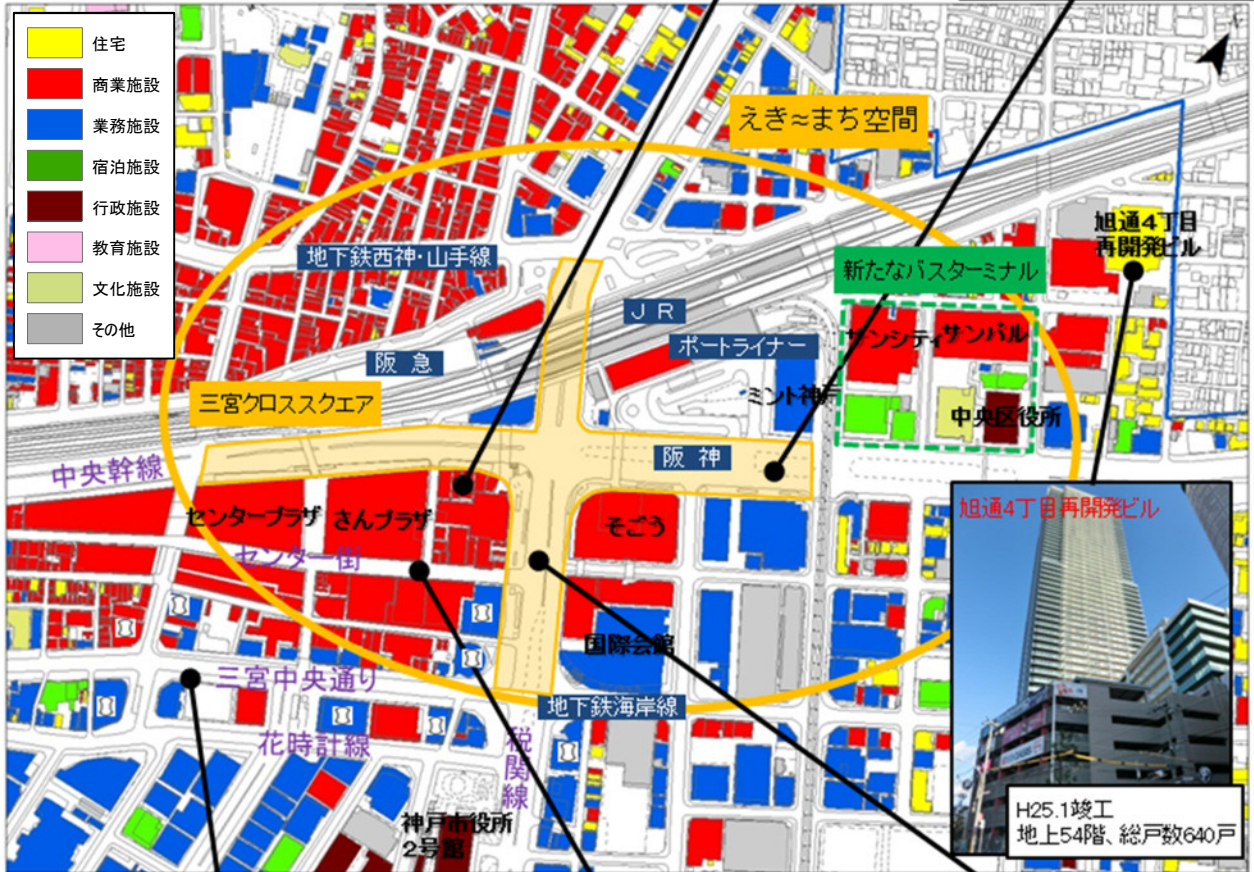 住宅
商業施設
業務施設
宿泊施設
行政施設
教育施設
文化施設
その他
えき≈まち空間
旭通4丁目
再開発ビル
地下鉄西神・山手線
新たなバスターミナル
JR
ポートライナー
サンシティ
サンパル
阪急
三宮クロススクエア
ミント神戸
中央区役所
阪神
中央幹線
センタープラザ
さんプラザ
そごう
センター街
国際会館
三宮中央通り
地下鉄海岸線
花時計線
税関線
神戸市役所
2号館
旭通4丁目再開発ビル
H25.1竣工
地上54階、総戸数640戸